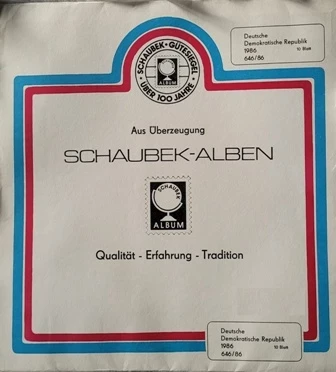 SCHAUBEK-GÜTESIEGEL
ALBUM
ÜBER 100 JAHRE
Deutsche
Demokratische Republik
1986 10 Blatt
646/86
Aus Überzeugung
SCHAUBEK-ALBEN
SCHAUBEK
ALBUM
Qualität - Erfahrung - Tradition
Deutsche
Demokratische Republik
1986 10 Blatt
646/86